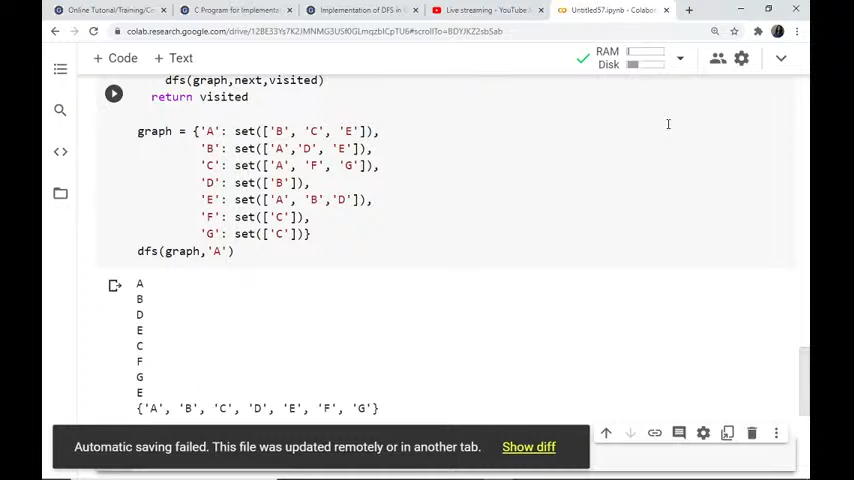 Online Tutorial/Training/Ce
C Program for Implementa
Implementation of DFS in
Live streaming - YouTube
Untitled57.ipynb - Colabor
colab.research.google.com/drive/12BE33Ys7K2JMNMG3USf0GLmqzbICpTU6#scrollTo=BDYJKZ2sbSab
+ Code + Text
RAM
Disk
dfs(graph,next,visited)
return visited
graph = {'A': set(['B', 'C', 'E']),
'B': set(['A','D', 'E']),
'C': set(['A', 'F', 'G']),
'D': set(['B']),
'E': set(['A', 'B','D']),
'F': set(['C']),
'G': set(['C'])}
dfs(graph,'A')
A
B
D
E
C
F
G
E
{'A', 'B', 'C', 'D', 'E', 'F', 'G'}
Automatic saving failed. This file was updated remotely or in another tab. Show diff